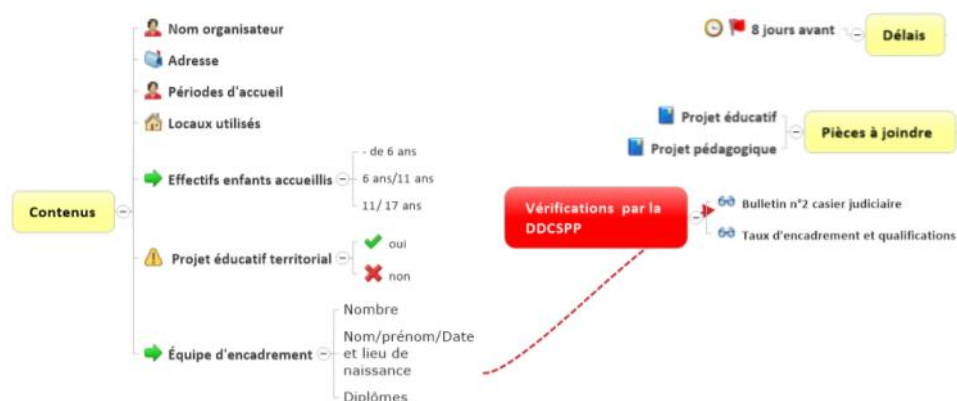 Contenus
Nom organisateur
Adresse
Périodes d'accueil
Locaux utilisés
Effectifs enfants accueillis
- de 6 ans
6 ans/11 ans
11/ 17 ans
Projet éducatif territorial
oui
non
Équipe d'encadrement
Nombre
Nom/prénom/Date
et lieu de
naissance
Diplômes
8 jours avant
Délais
Projet éducatif
Projet pédagogique
Pièces à joindre
Vérifications par la
DDCSPP
Bulletin n°2 casier judiciaire
Taux d'encadrement et qualifications